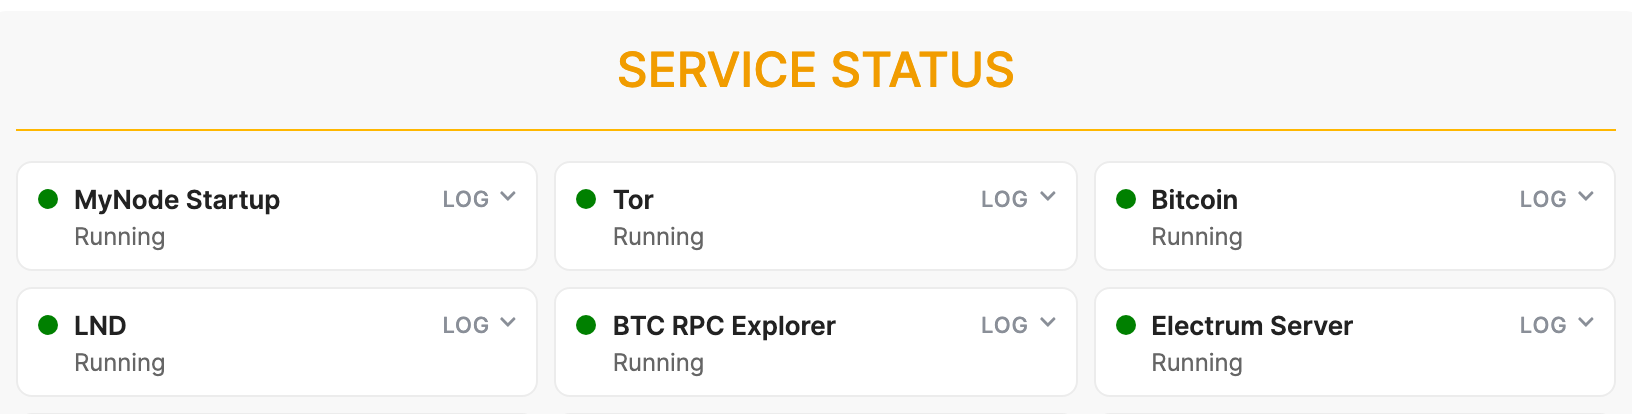 SERVICE STATUS
MyNode Startup LOG
Running
Tor LOG
Running
Bitcoin LOG
Running
LND LOG
Running
BTC RPC Explorer LOG
Running
Electrum Server LOG
Running